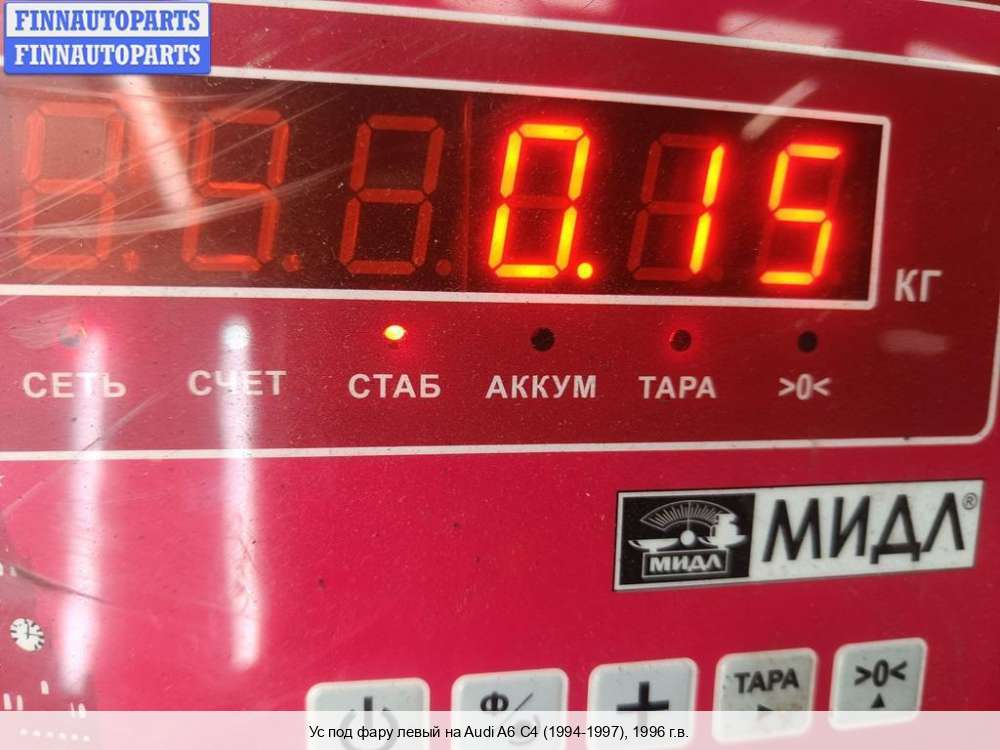 FINNAUTOPARTS
FINNAUTOPARTS
0.15
КГ
СЕТЬ СЧЕТ СТАБ АККУМ ТАРА >0<
МИДЛ
МИДЛ®
ТАРА >0<
Ус под фару левый на Audi A6 C4 (1994-1997), 1996 г.в.